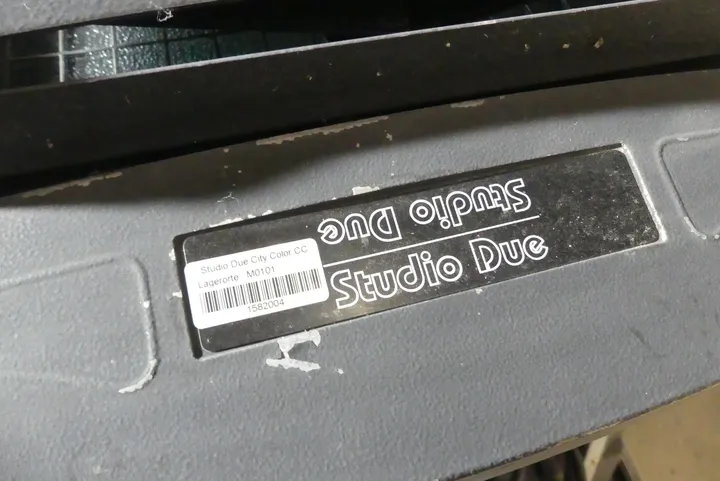 Studio Due
Studio Due
Studio Due City Color CC
Lagerorte M0101
1582004